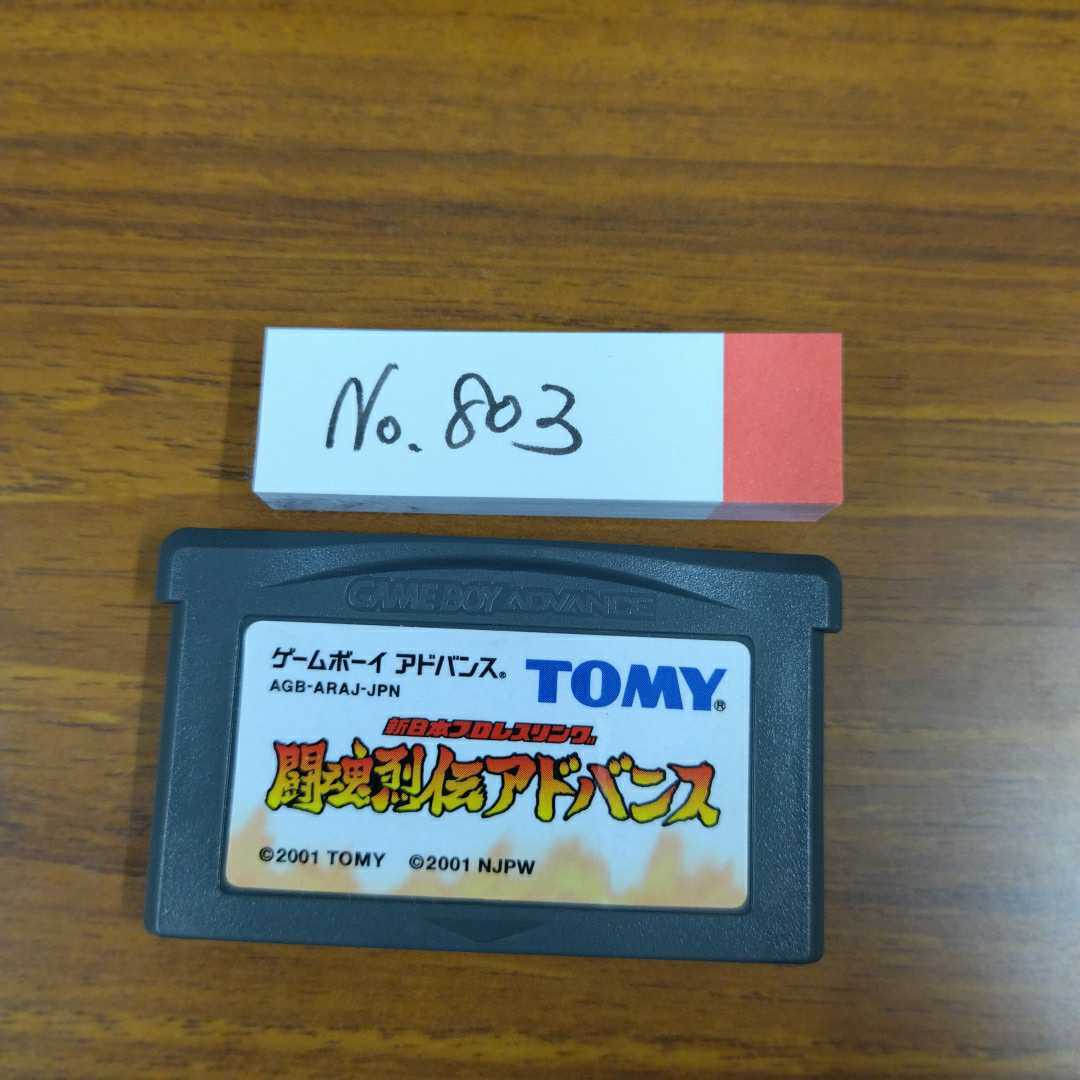 No. 803
GAME BOY ADVANCE
ゲームボーイ アドバンス®
TOMY®
AGB-ARAJ-JPN
新日本プロレスリング
闘魂烈伝アドバンス
©2001 TOMY ©2001 NJPW